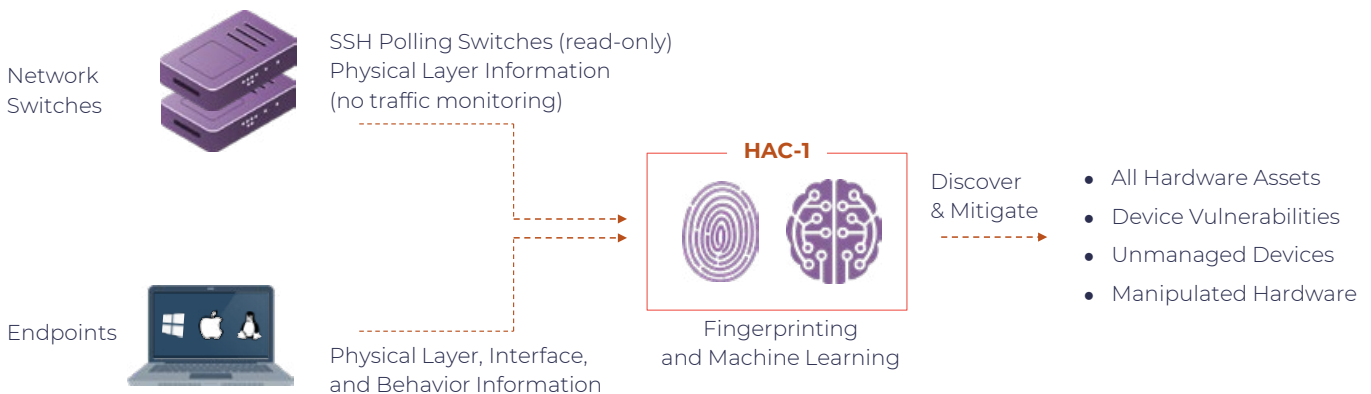 Network
Switches
SSH Polling Switches (read-only)
Physical Layer Information
(no traffic monitoring)
Endpoints
Physical Layer, Interface,
and Behavior Information
HAC-1
Fingerprinting
and Machine Learning
Discover
& Mitigate
● All Hardware Assets
● Device Vulnerabilities
● Unmanaged Devices
● Manipulated Hardware